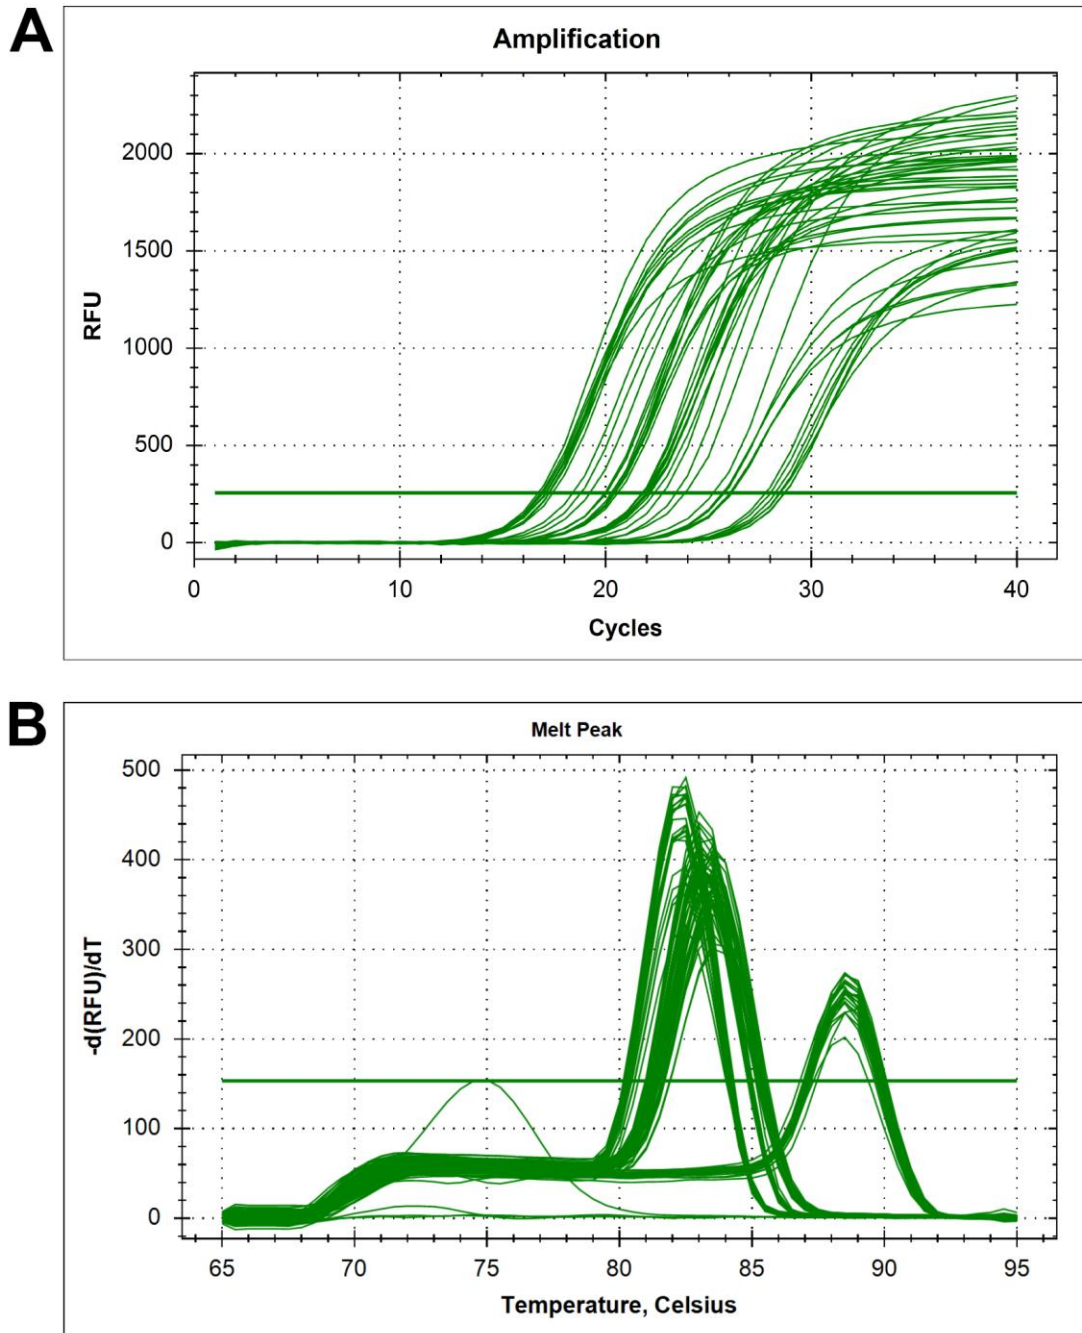 A
Amplification
2000
1500
1000
500
0
RFU
0 10 20 30 40
Cycles
B
Melt Peak
500
400
300
200
100
0
-d(RFU)/dT
65 70 75 80 85 90 95
Temperature, Celsius